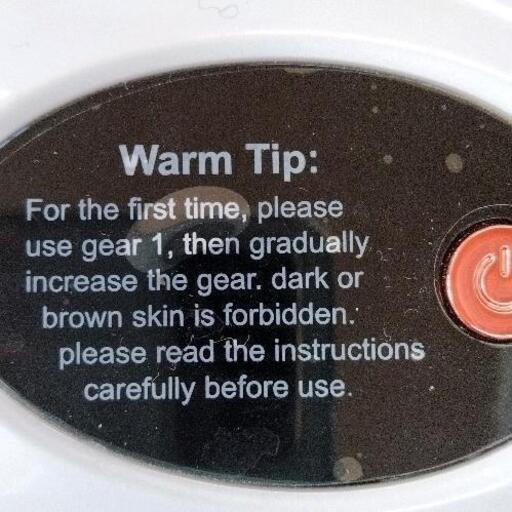 Warm Tip:
For the first time, please
use gear 1, then gradually
increase the gear. dark or
brown skin is forbidden.
please read the instructions
carefully before use.